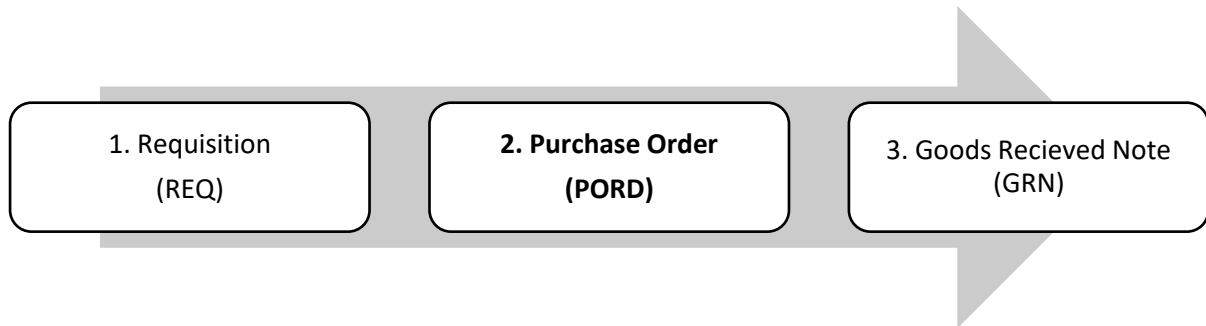 1. Requisition
(REQ)
2. Purchase Order
(PORD)
3. Goods Recieved Note
(GRN)